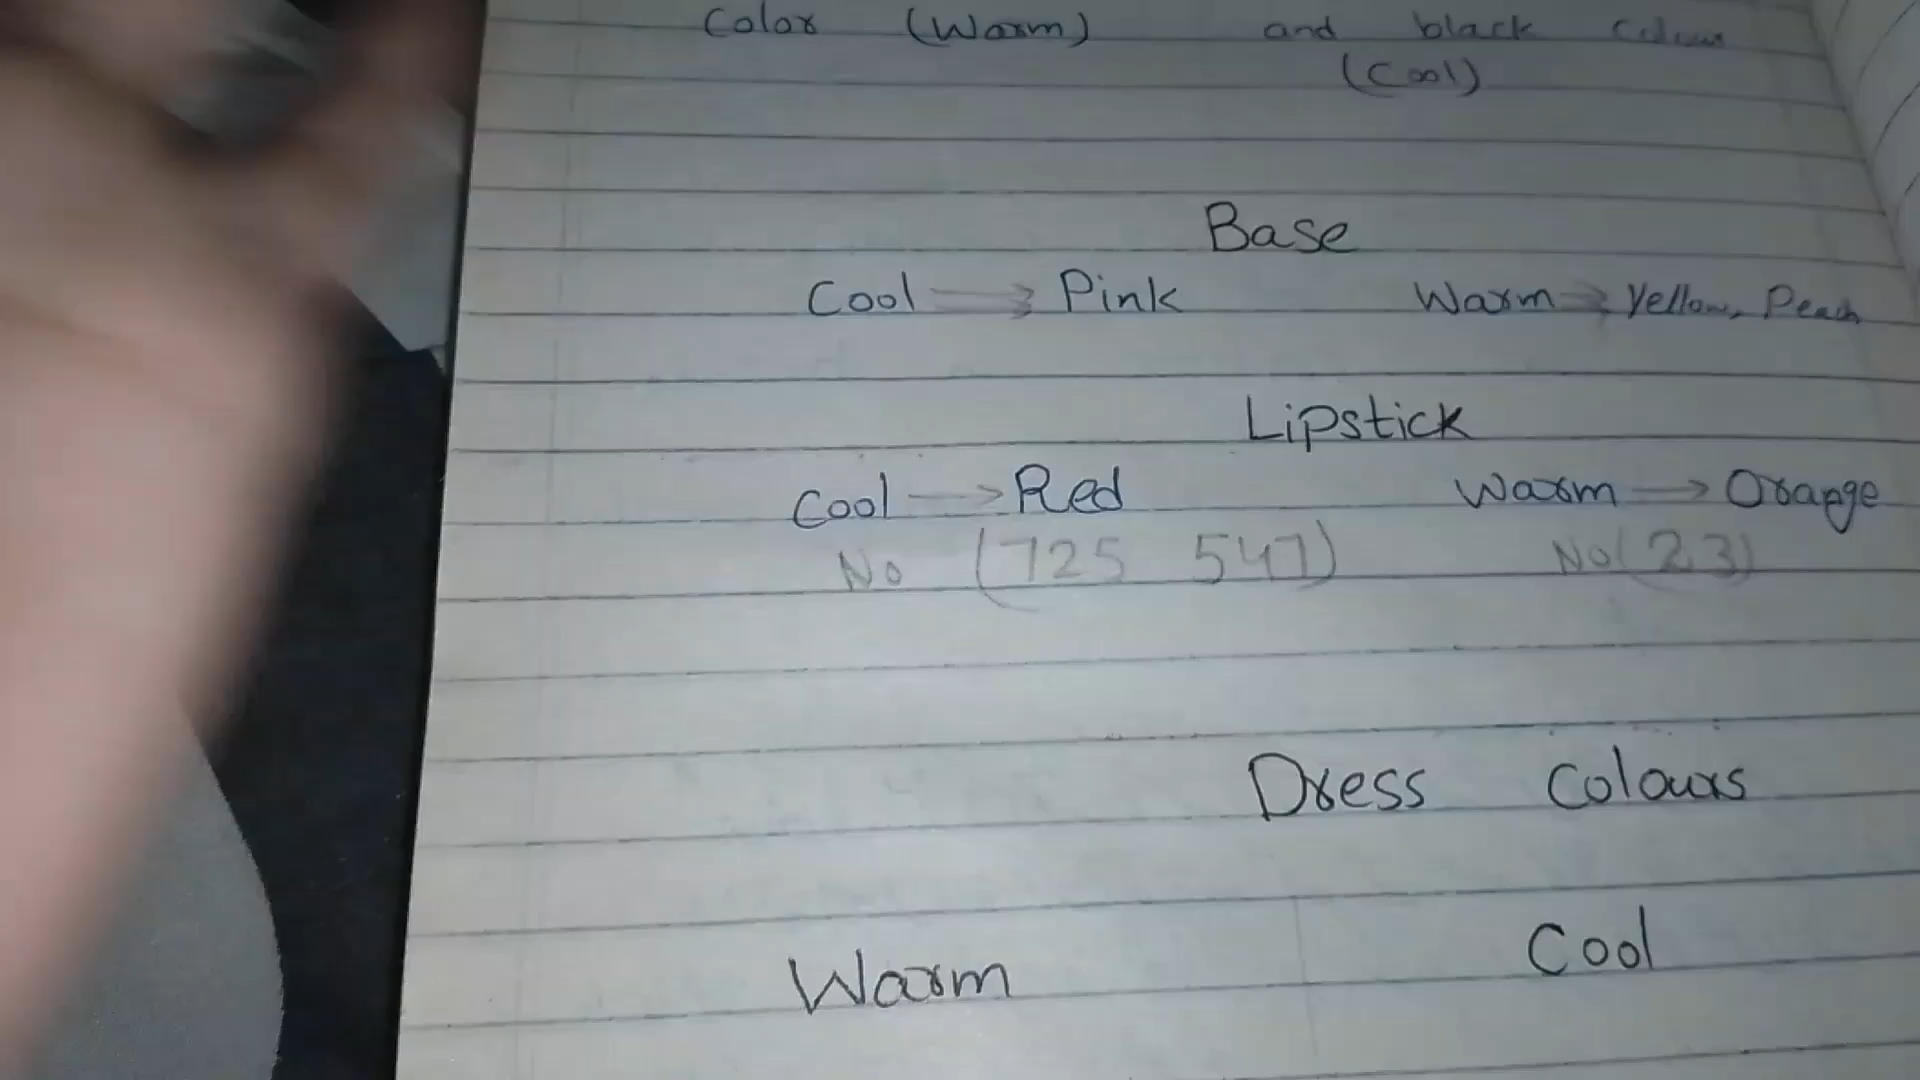 Color (Warm) and black Colour
(Cool)
Base
Cool → Pink Warm → Yellow, Peach
Lipstick
Cool → Red Warm → Orange
No (725 547) No (23)
Dress Colours
Warm Cool